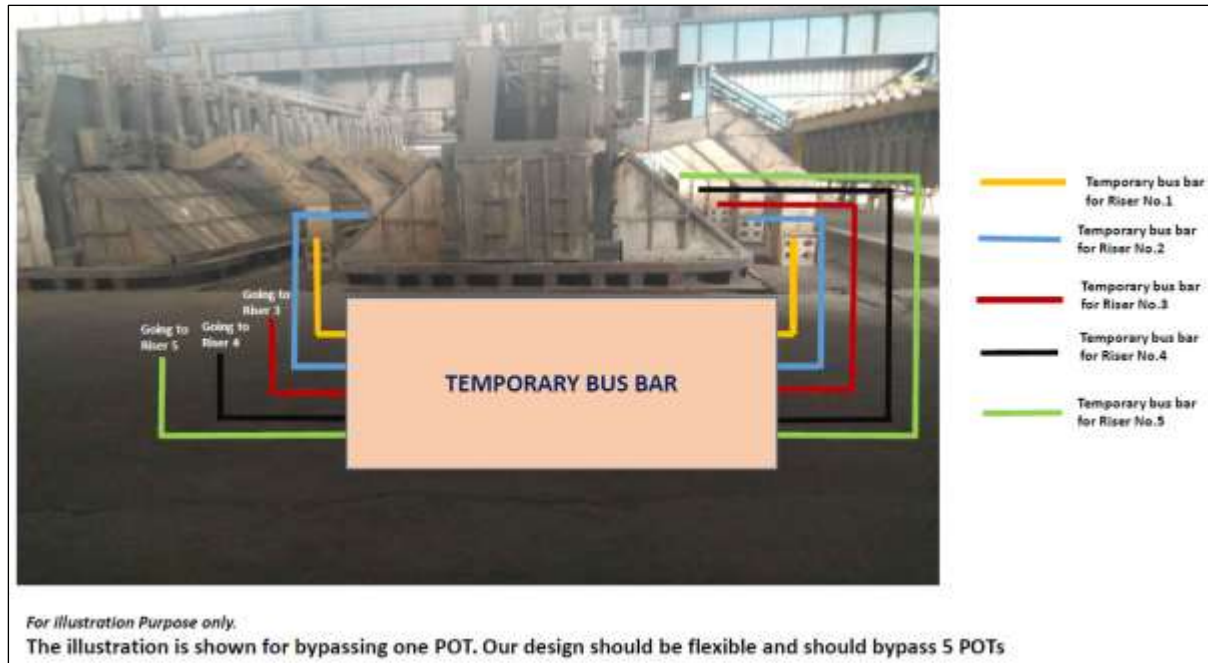 Temporary bus bar
for Riser No.1
Temporary bus bar
for Riser No.2
Temporary bus bar
for Riser No.3
Temporary bus bar
for Riser No.4
Temporary bus bar
for Riser No.5
Going to
Riser 3
Going to
Riser 4
Going to
Riser 5
TEMPORARY BUS BAR
For illustration Purpose only.
The illustration is shown for bypassing one POT. Our design should be flexible and should bypass 5 POTs